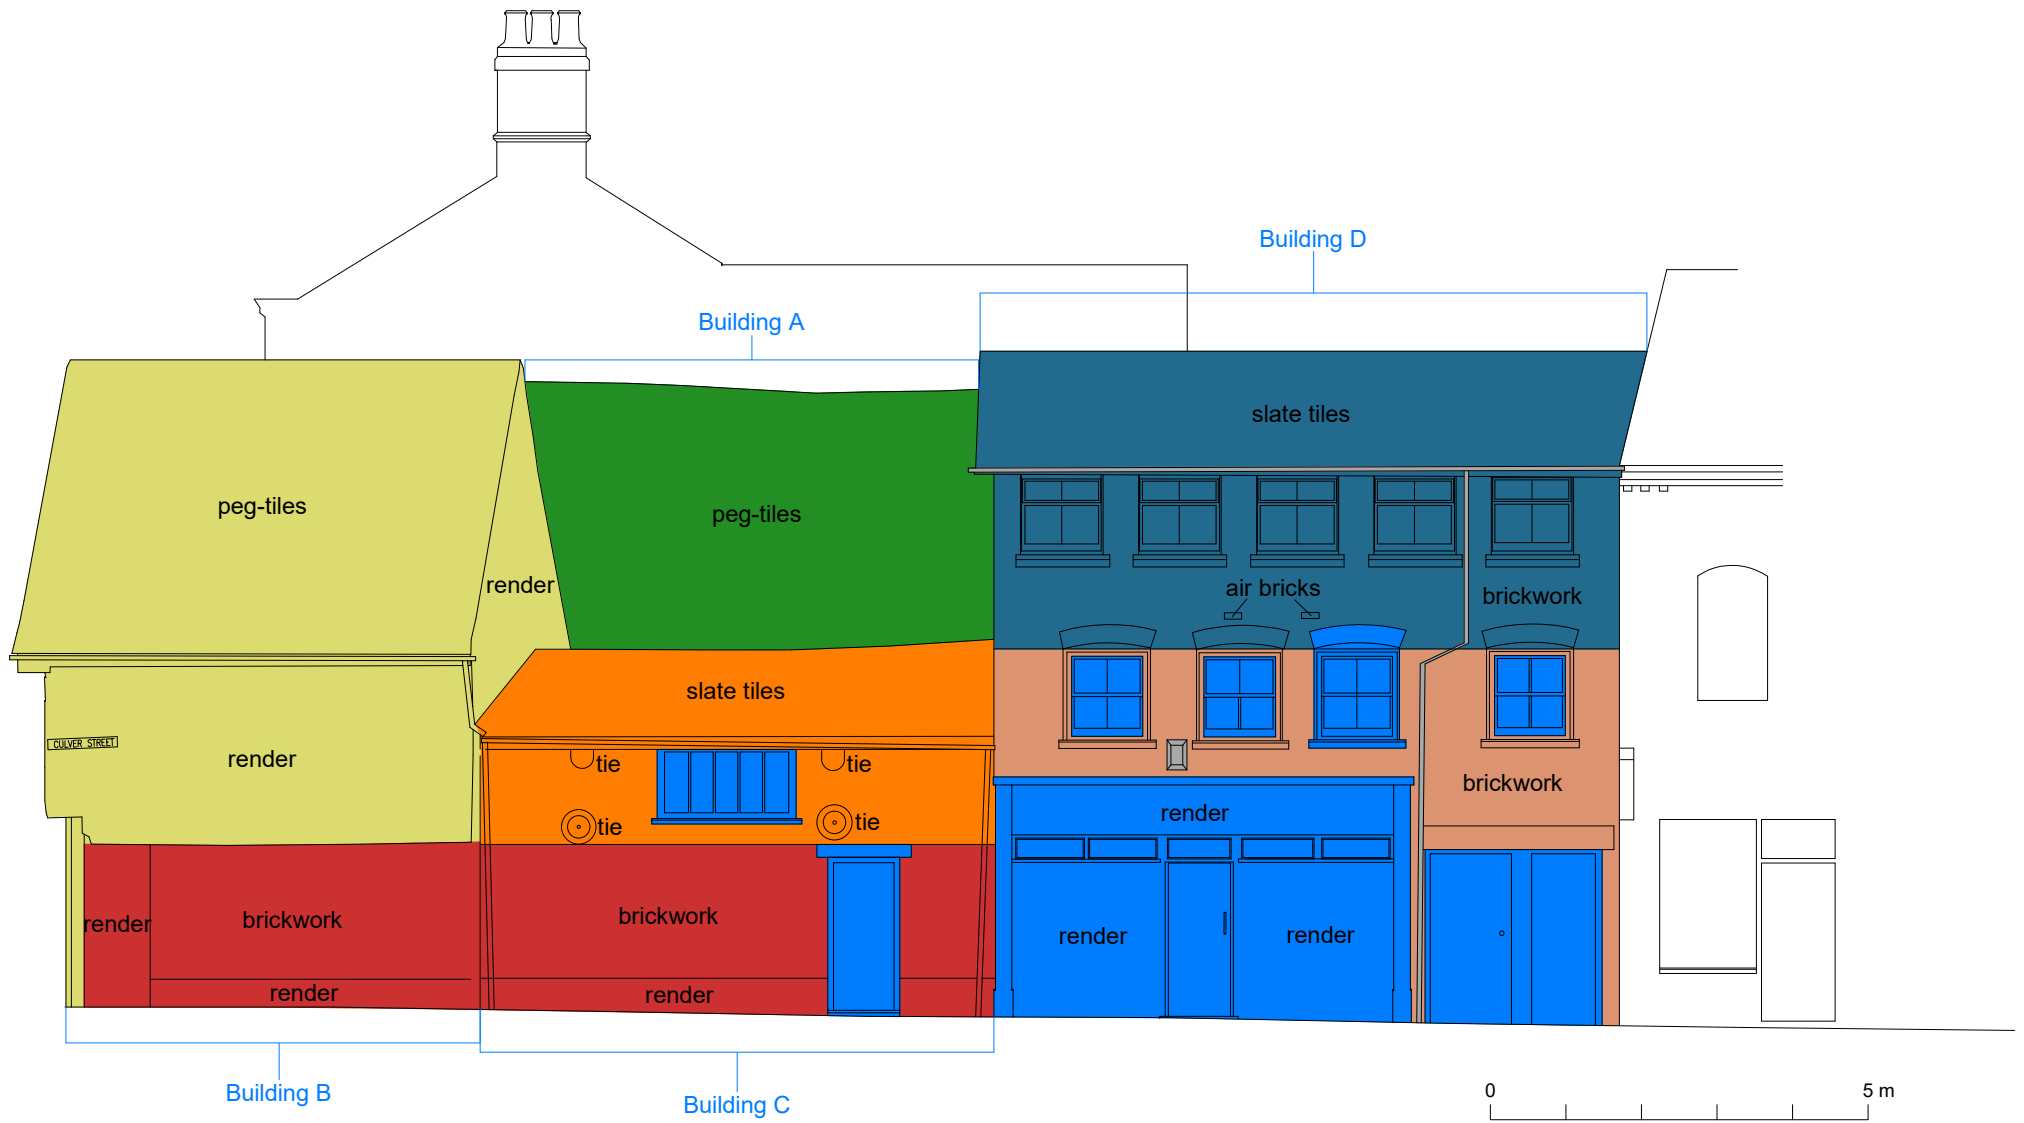 Building D
Building A
slate tiles
peg-tiles
peg-tiles
render
air bricks
brickwork
slate tiles
CULVER STREET
render
tie
tie
tie
tie
brickwork
render
render
brickwork
brickwork
render
render
render
render
Building B
Building C
0
5 m